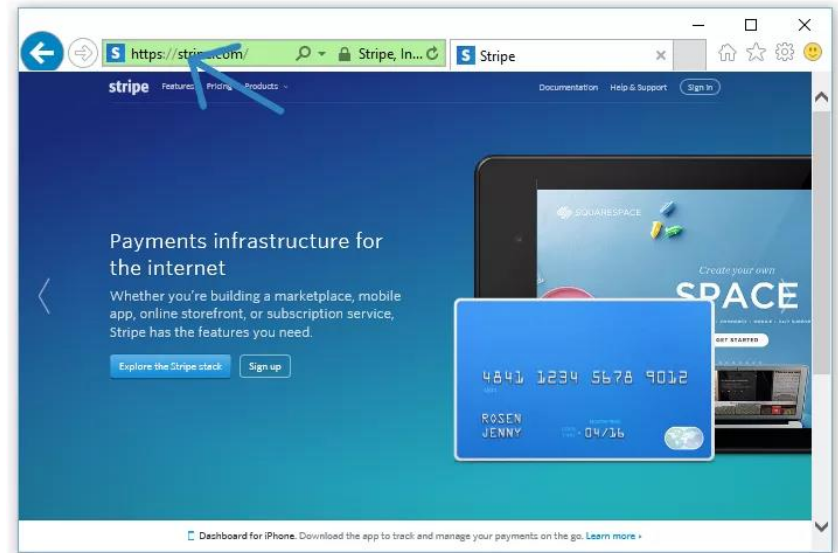 https://stripe.com/
Stripe, In...
Stripe
stripe Features Pricing Products
Documentation Help & Support Sign in
Payments infrastructure for
the internet
Whether you're building a marketplace, mobile
app, online storefront, or subscription service,
Stripe has the features you need.
Explore the Stripe stack
Sign up
SQUARESPACE
Create your own
SPACE
GET STARTED
4841 1234 5678 9012
ROSEN
JENNY
04/16
Dashboard for iPhone. Download the app to track and manage your payments on the go. Learn more ›